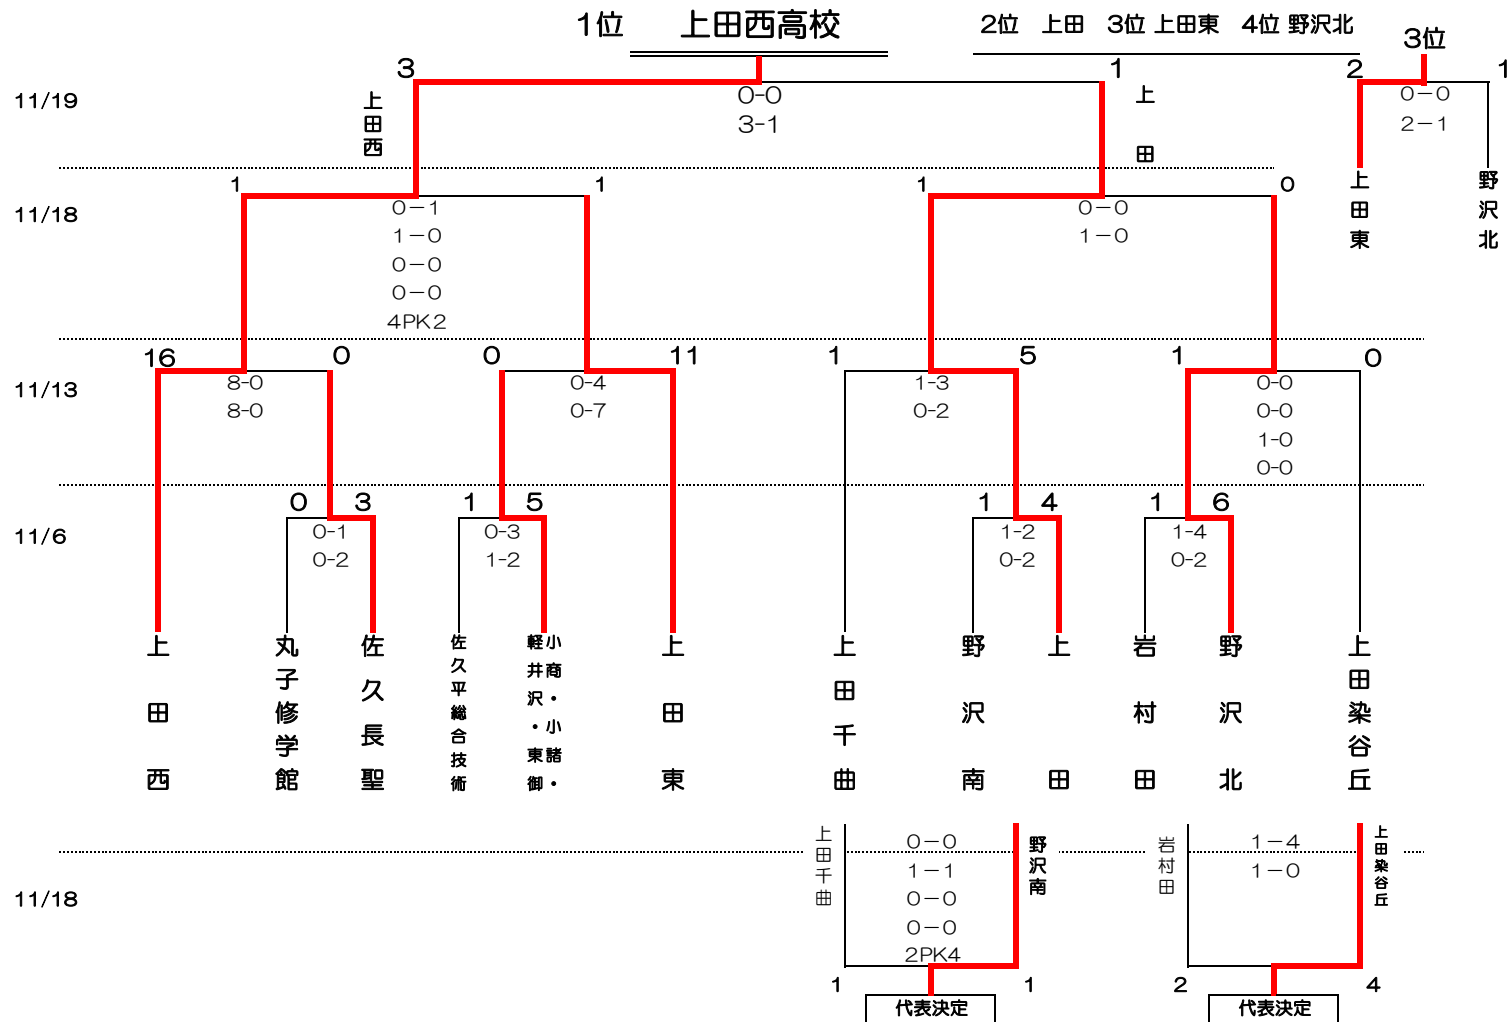 1位 上田西高校 2位 上田 3位 上田東 4位 野沢北
3位
3 1 2 1
11/19
上田西
0-0
3-1
上田
0-0
2-1
上田東
野沢北
1 1 1 0
11/18
0-1
1-0
0-0
0-0
4PK2
0-0
1-0
16 0 0 11 1 5 1 0
11/13
8-0
8-0
0-4
0-7
1-3
0-2
0-0
0-0
1-0
0-0
0 3 1 5 1 4 1 6
11/6
0-1
0-2
0-3
1-2
1-2
0-2
1-4
0-2
上田西
丸子修学館
佐久長聖
佐久平総合技術
小商・小諸・
軽井沢・東御
上田東
上田千曲
野沢南
上田
岩村田
野沢北
上田染谷丘
11/18
上田千曲
0-0
1-1
0-0
0-0
2PK4
野沢南
岩村田
1-4
1-0
上田染谷丘
1 1 2 4
代表決定 代表決定